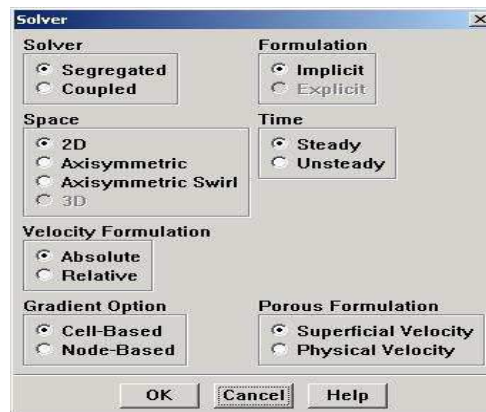 Solver
Solver
Segregated
Coupled
Formulation
Implicit
Explicit
Space
2D
Axisymmetric
Axisymmetric Swirl
3D
Time
Steady
Unsteady
Velocity Formulation
Absolute
Relative
Gradient Option
Cell-Based
Node-Based
Porous Formulation
Superficial Velocity
Physical Velocity
OK
Cancel
Help